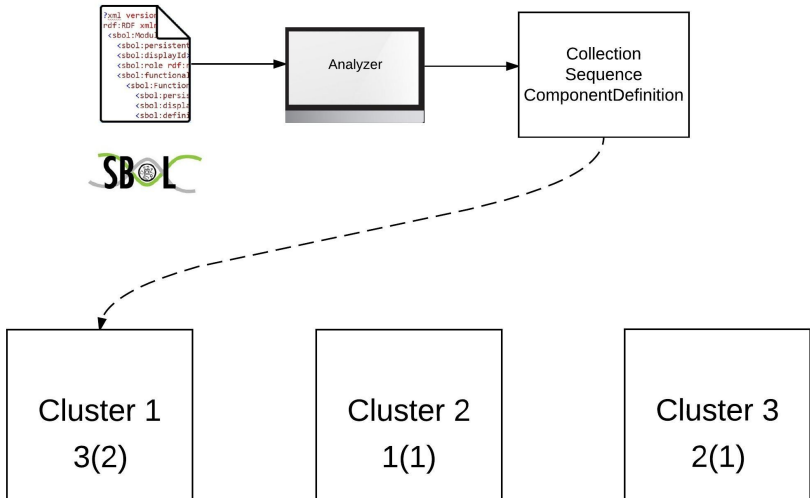 ?xml version
rdf:RDF xmln
<sbol:Modul
<sbol:persistent
<sbol:displayId>
<sbol:role rdf:r
<sbol:functional
<sbol:Function
<sbol:persis
<sbol:displa
<sbol:defini
Analyzer
Collection
Sequence
ComponentDefinition
SBOL
Cluster 1
3(2)
Cluster 2
1(1)
Cluster 3
2(1)